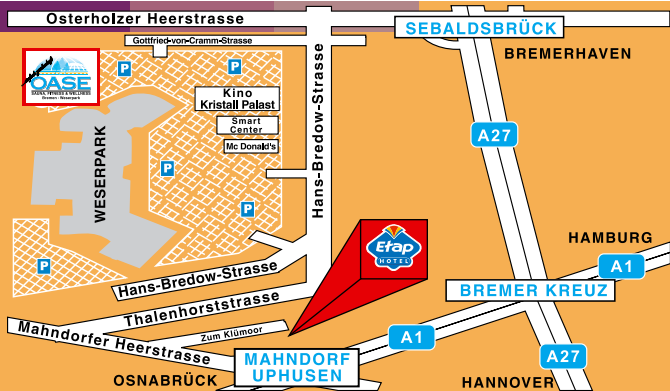 Osterholzer Heerstrasse
SEBALDSBRÜCK
Gottfried-von-Cramm-Strasse
BREMERHAVEN
OASE
SAUNA, FITNESS & WELLNESS
Bremen - Weserpark
P
P
Kino
Kristall Palast
Smart
Center
Mc Donald's
Hans-Bredow-Strasse
A27
WESERPARK
P
P
P
Etap
HOTEL
HAMBURG
A1
Hans-Bredow-Strasse
BREMER KREUZ
Thalenhorststrasse
Mahndorfer Heerstrasse
Zum Klümoor
A1
MAHNDORF
UPHUSEN
A27
OSNABRÜCK
HANNOVER